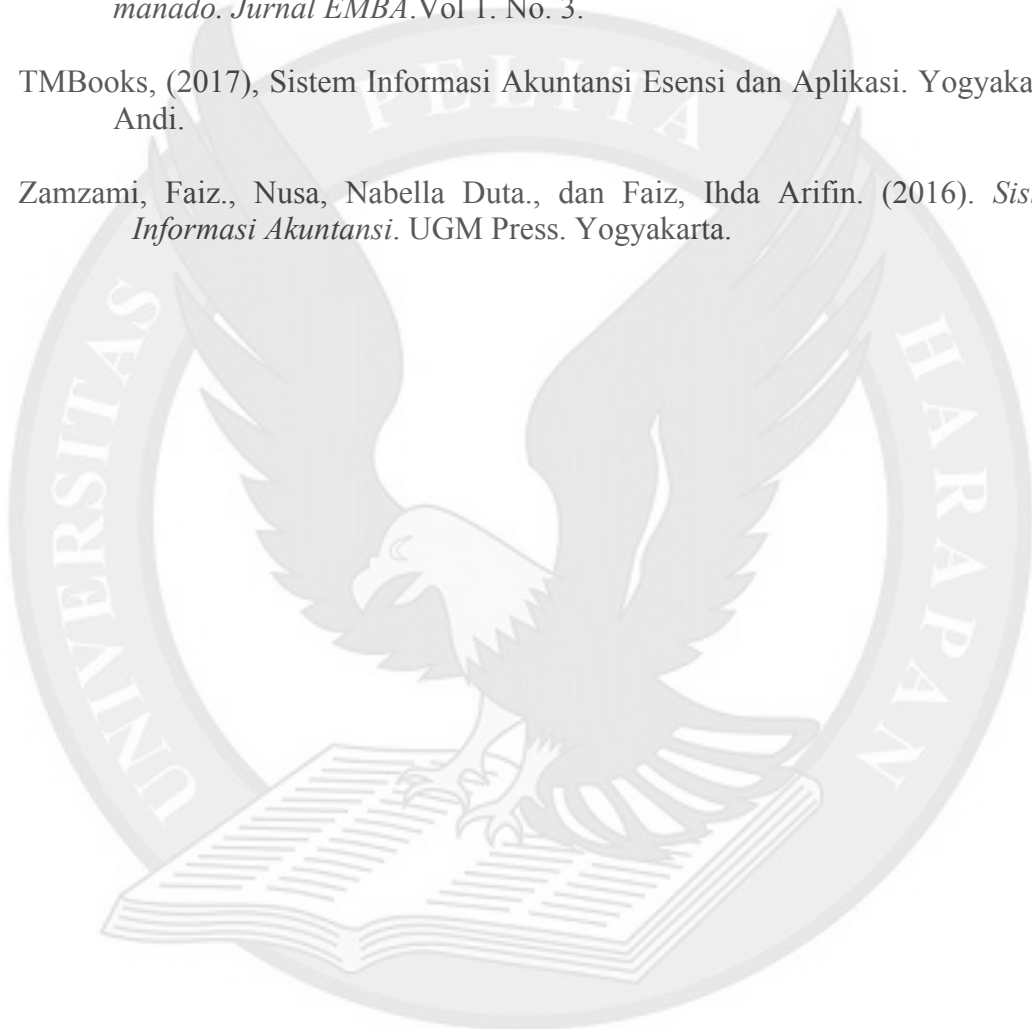 manado. Jurnal EMBA.Vol 1. No. 3.
TMBooks, (2017), Sistem Informasi Akuntansi Esensi dan Aplikasi. Yogyaka
Andi.
Zamzami, Faiz., Nusa, Nabella Duta., dan Faiz, Ihda Arifin. (2016). Sis
Informasi Akuntansi. UGM Press. Yogyakarta.
UNIVERSITAS PELITA HARAPAN